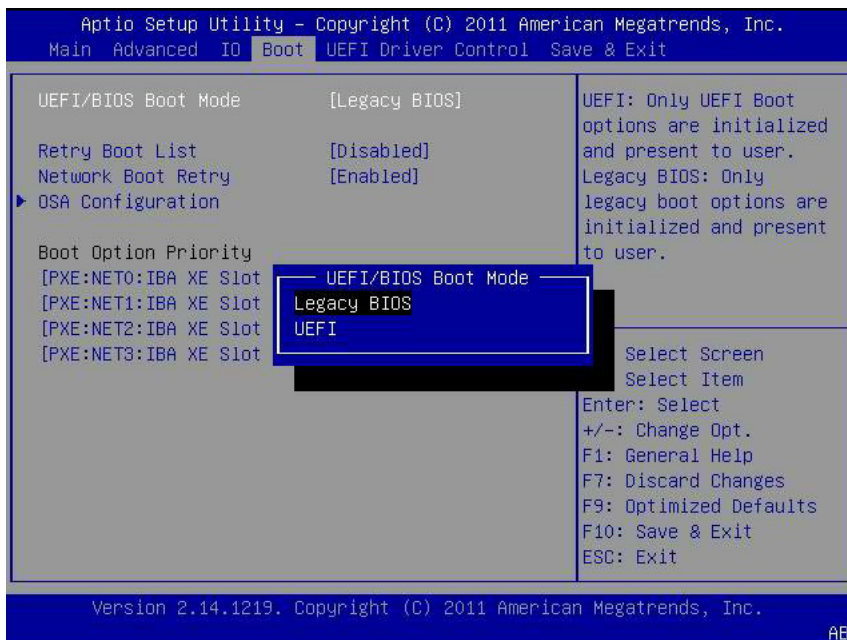 Aptio Setup Utility – Copyright (C) 2011 American Megatrends, Inc.
Main Advanced IO Boot UEFI Driver Control Save & Exit
UEFI/BIOS Boot Mode [Legacy BIOS]
Retry Boot List [Disabled]
Network Boot Retry [Enabled]
OSA Configuration
Boot Option Priority
[PXE:NET0:IBA XE Slot
[PXE:NET1:IBA XE Slot
[PXE:NET2:IBA XE Slot
[PXE:NET3:IBA XE Slot
UEFI/BIOS Boot Mode
Legacy BIOS
UEFI
UEFI: Only UEFI Boot
options are initialized
and present to user.
Legacy BIOS: Only
legacy boot options are
initialized and present
to user.
Select Screen
Select Item
Enter: Select
+/-: Change Opt.
F1: General Help
F7: Discard Changes
F9: Optimized Defaults
F10: Save & Exit
ESC: Exit
Version 2.14.1219. Copyright (C) 2011 American Megatrends, Inc.